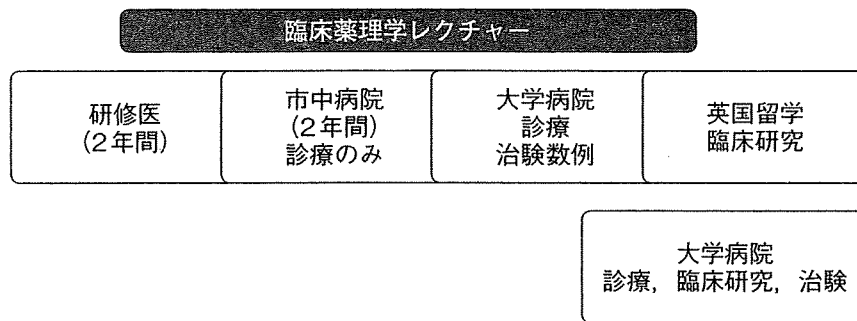 臨床薬理学レクチャー
研修医
(2年間)
市中病院
(2年間)
診療のみ
大学病院
診療
治験数例
英国留学
臨床研究
大学病院
診療，臨床研究，治験